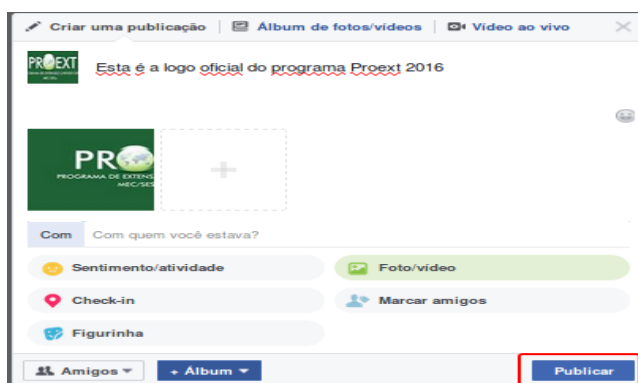 Criar uma publicação Álbum de fotos/vídeos Vídeo ao vivo
PROEXT
Esta é a logo oficial do programa Proext 2016
PRO
PROGRAMA DE EXTENS
MEC/SES
Com Com quem você estava?
Sentimento/atividade Foto/vídeo
Check-in Marcar amigos
Figurinha
Amigos + Álbum Publicar